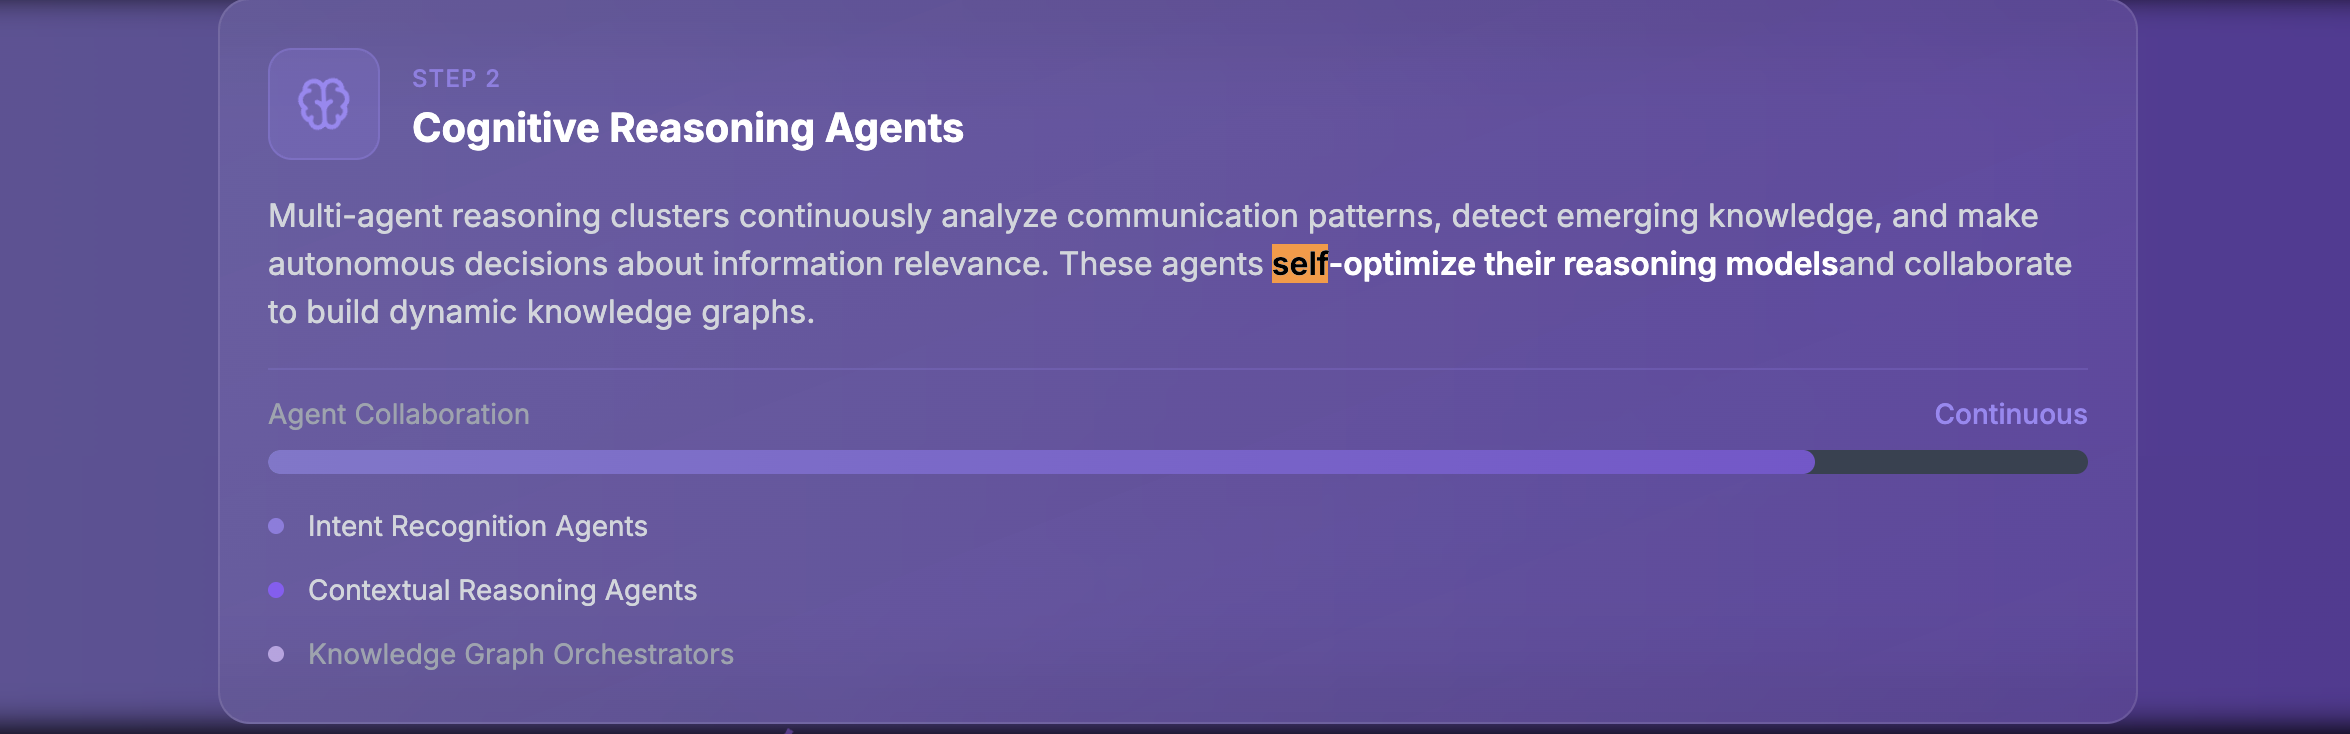 STEP 2
Cognitive Reasoning Agents
Multi-agent reasoning clusters continuously analyze communication patterns, detect emerging knowledge, and make
autonomous decisions about information relevance. These agents self-optimize their reasoning modelsand collaborate
to build dynamic knowledge graphs.
Agent Collaboration
Continuous
Intent Recognition Agents
Contextual Reasoning Agents
Knowledge Graph Orchestrators